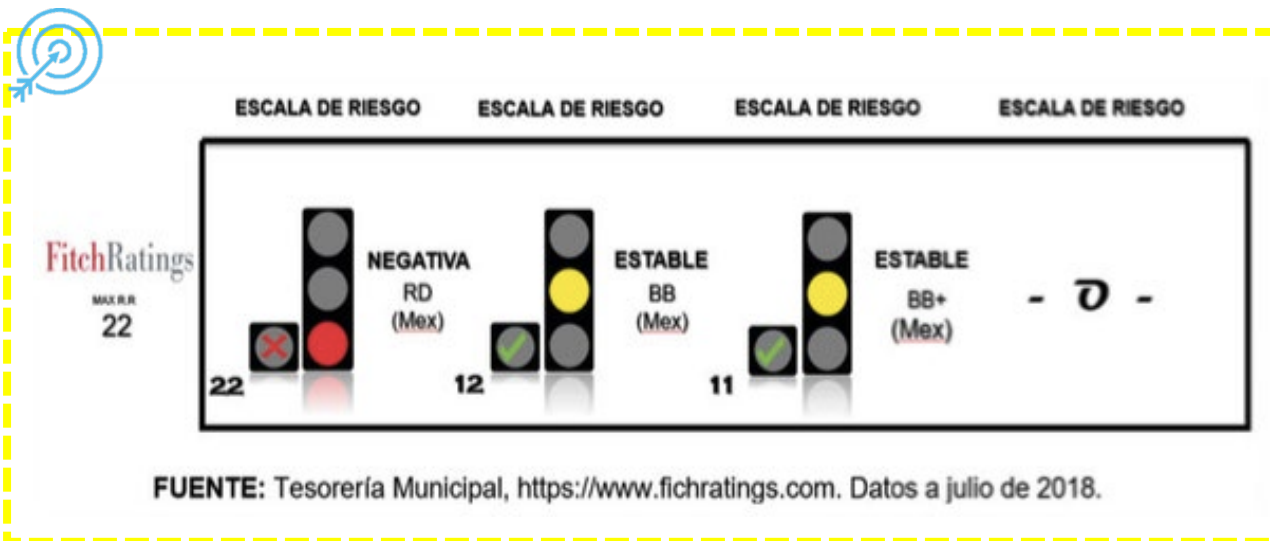 ESCALA DE RIESGO ESCALA DE RIESGO ESCALA DE RIESGO ESCALA DE RIESGO
FitchRatings
MAX R.R
22
NEGATIVA
RD
(Mex)
22
ESTABLE
BB
(Mex)
12
ESTABLE
BB+
(Mex)
11
- 0 -
FUENTE: Tesorería Municipal, https://www.fichratings.com. Datos a julio de 2018.